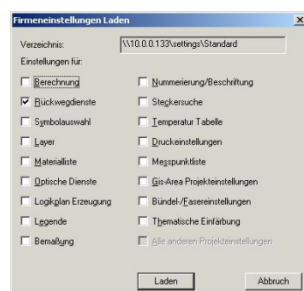 Firmeneinstellungen Laden
Verzeichnis: \\10.0.0.133\settings\Standard
Einstellungen für:
Berechnung
Rückwegdienste
Symbolauswahl
Layer
Materialliste
Optische Dienste
Logikplan Erzeugung
Legende
Bemaßung
Nummerierung/Beschriftung
Steckersuche
Temperatur Tabelle
Druckeinstellungen
Messpunktliste
Gis-Area Projekteinstellungen
Bündel-/Fasereinstellungen
Thematische Einfärbung
Alle anderen Projekteinstellungen
Laden
Abbruch